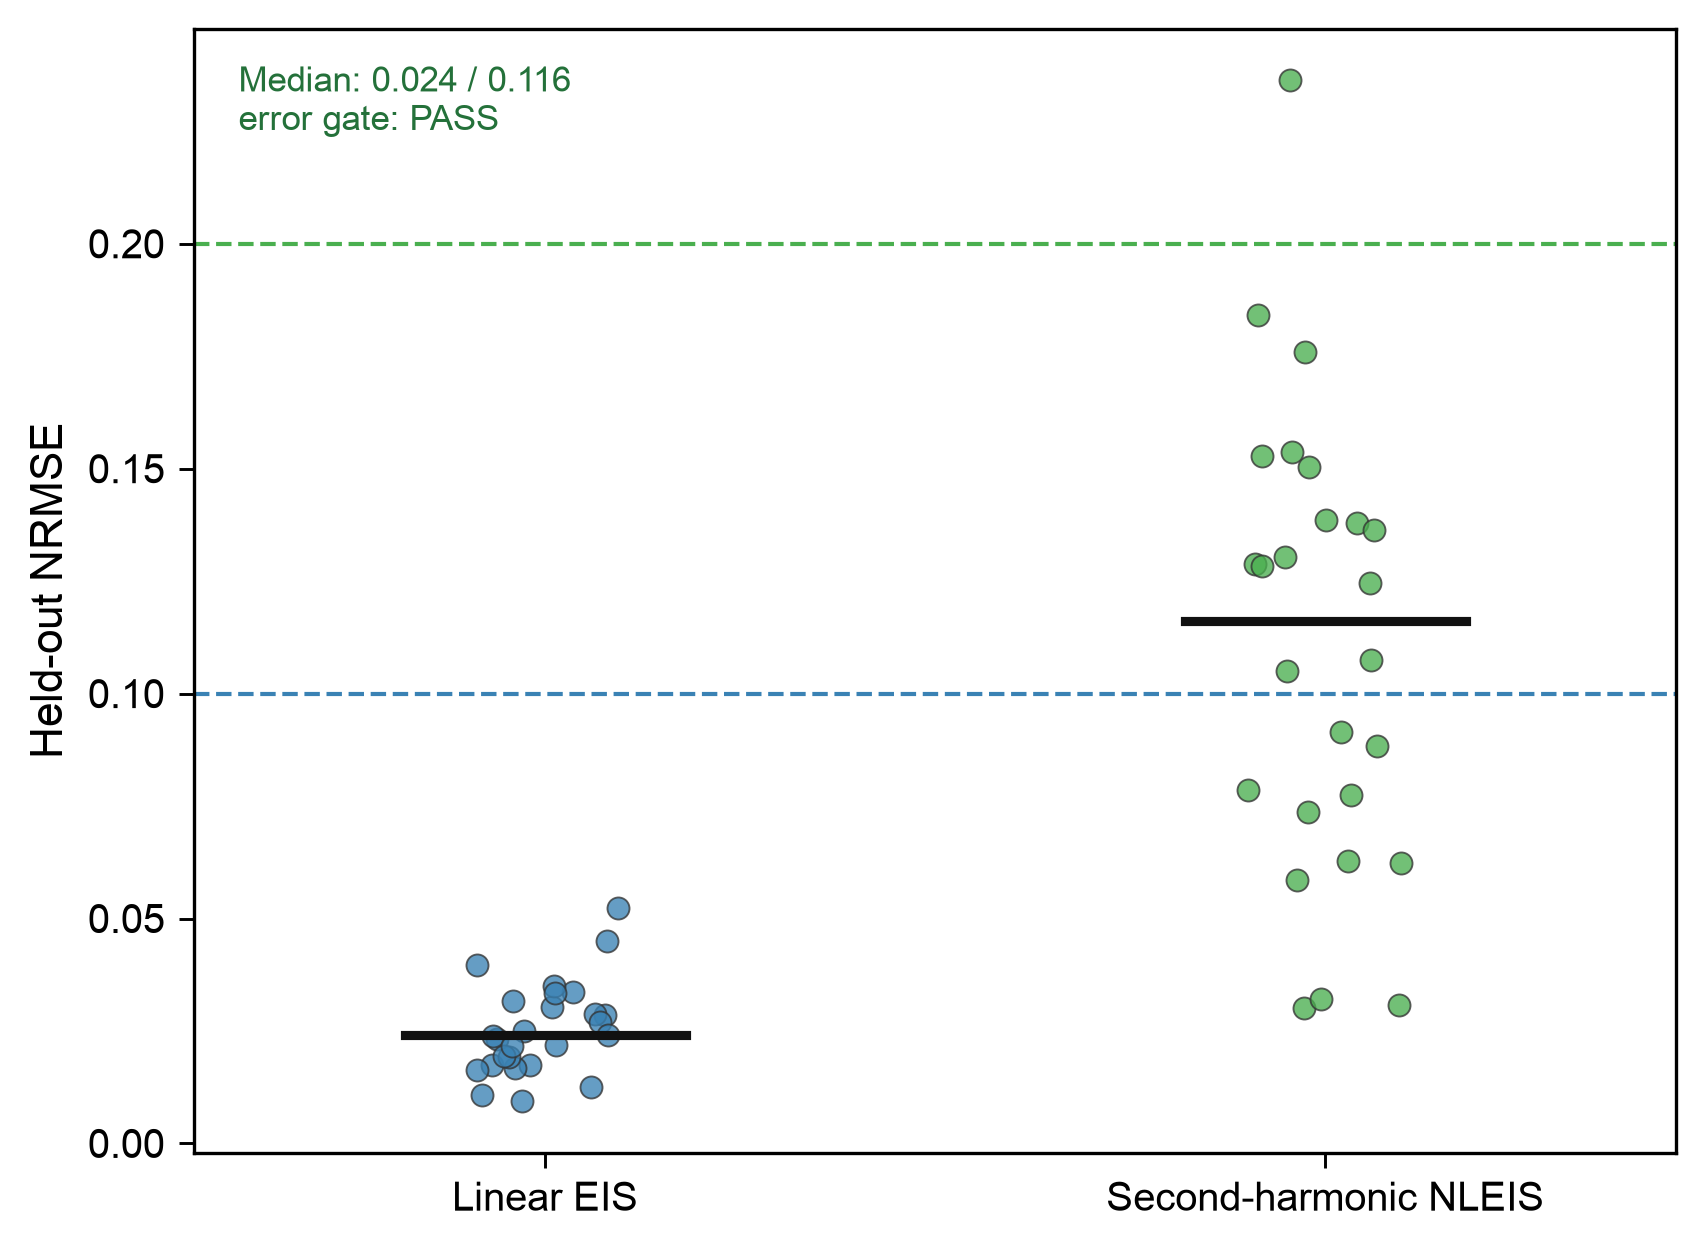 Median: 0.024 / 0.116
error gate: PASS
Held-out NRMSE
0.20
0.15
0.10
0.05
0.00
Linear EIS
Second-harmonic NLEIS